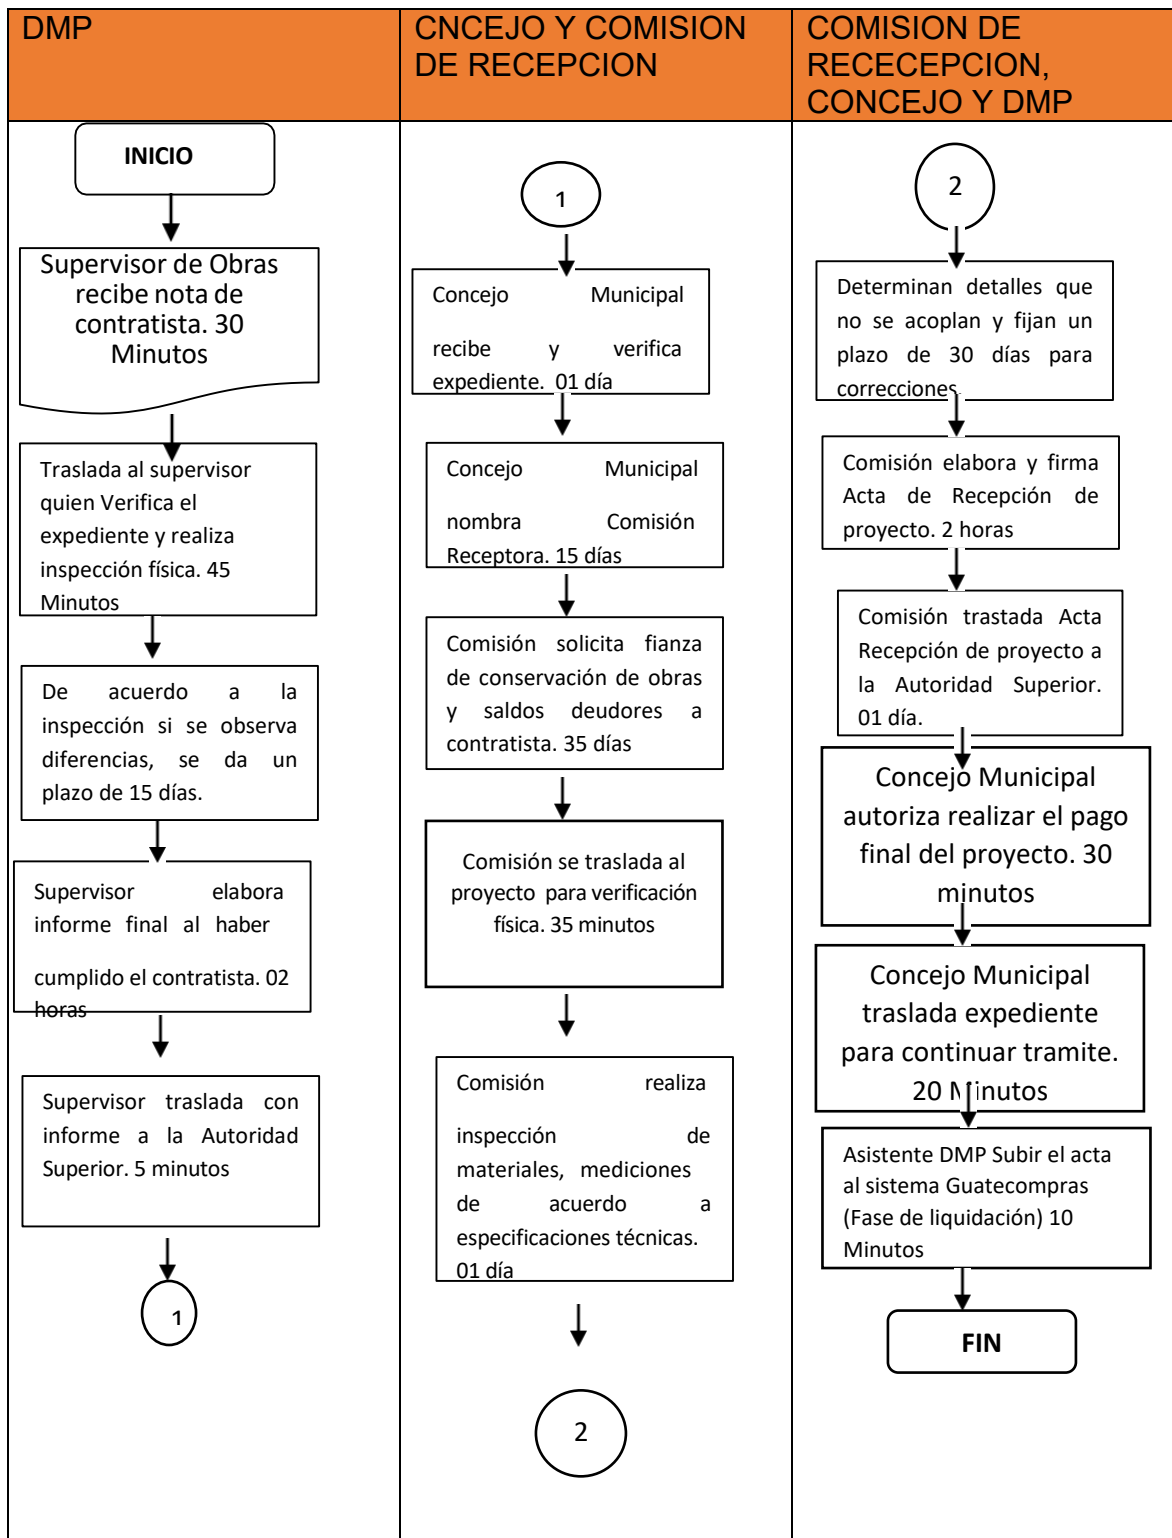 DMP
CNCEJO Y COMISION
DE RECEPCION
COMISION DE
RECECEPCION,
CONCEJO Y DMP
INICIO
Supervisor de Obras
recibe nota de
contratista. 30
Minutos
Traslada al supervisor
quien Verifica el
expediente y realiza
inspección física. 45
Minutos
De acuerdo a la
inspección si se observa
diferencias, se da un
plazo de 15 días.
Supervisor elabora
informe final al haber
cumplido el contratista. 02
horas
Supervisor traslada con
informe a la Autoridad
Superior. 5 minutos
1
1
Concejo Municipal
recibe y verifica
expediente. 01 día
Concejo Municipal
nombra Comisión
Receptora. 15 días
Comisión solicita fianza
de conservación de obras
y saldos deudores a
contratista. 35 días
Comisión se traslada al
proyecto para verificación
física. 35 minutos
Comisión realiza
inspección de
materiales, mediciones
de acuerdo a
especificaciones técnicas.
01 día
2
2
Determinan detalles que
no se acoplan y fijan un
plazo de 30 días para
correcciones.
Comisión elabora y firma
Acta de Recepción de
proyecto. 2 horas
Comisión trastada Acta
Recepción de proyecto a
la Autoridad Superior.
01 día.
Concejo Municipal
autoriza realizar el pago
final del proyecto. 30
minutos
Concejo Municipal
traslada expediente
para continuar tramite.
20 Minutos
Asistente DMP Subir el acta
al sistema Guatecompras
(Fase de liquidación) 10
Minutos
FIN